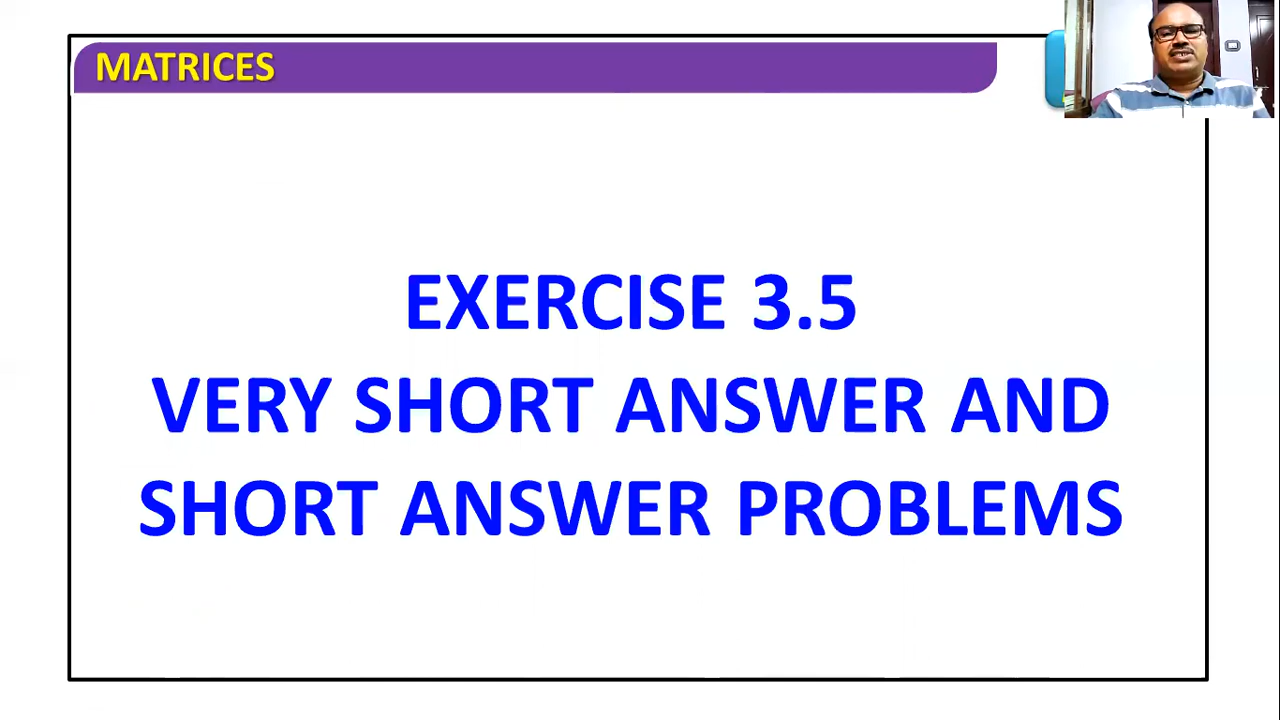 MATRICES
EXERCISE 3.5
VERY SHORT ANSWER AND
SHORT ANSWER PROBLEMS